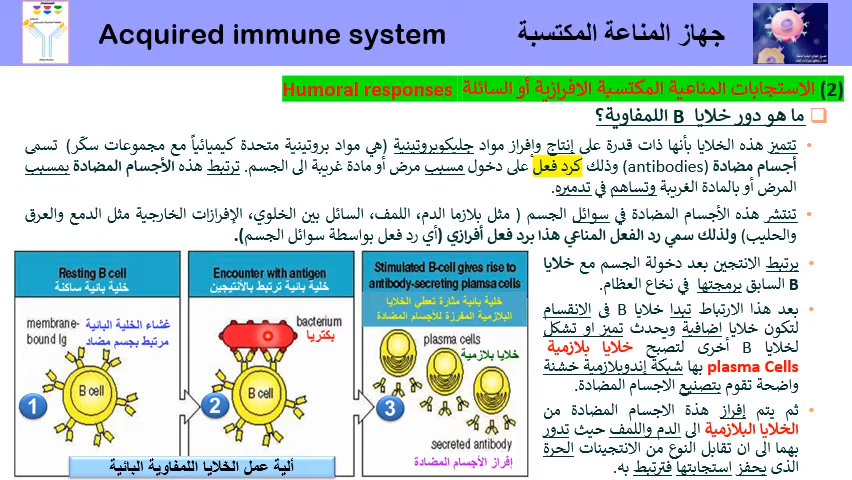 Acquired immune system
جهاز المناعة المكتسبة
(2) الاستجابات المناعية المكتسبة الافرازية أو السائلة Humoral responses
ما هو دور خلايا B اللمفاوية؟
تتميز هذه الخلايا بأنها ذات قدرة على إنتاج وإفراز مواد جليكوبروتينية (هي مواد بروتينية متحدة كيميائياً مع مجموعات سكّر) تسمى
أجسام مضادة (antibodies) وذلك كرد فعل على دخول مسبب مرض أو مادة غريبة الى الجسم. ترتبط هذه الأجسام المضادة بمسبب
المرض أو بالمادة الغريبة وتساهم في تدميره.
تنتشر هذه الأجسام المضادة في سوائل الجسم ( مثل بلازما الدم، اللمف، السائل بين الخلوي، الإفرازات الخارجية مثل الدمع والعرق
والحليب) ولذلك سمي رد الفعل المناعي هذا برد فعل أفرازي (أي رد فعل بواسطة سوائل الجسم).
يرتبط الانتجين بعد دخولة الجسم مع خلايا
B السابق برمجتها في نخاع العظام.
بعد هذا الارتباط تبدا خلايا B فى الانقسام
لتكون خلايا اضافية ويحدث تميز او تشكل
لخلايا B أخرى لتصبح خلايا بلازمية
plasma Cells بها شبكة إندوبلازمية خشنة
واضحة تقوم بتصنيع الاجسام المضادة.
ثم يتم إفراز هذة الاجسام المضادة من
الخلايا البلازمية الى الدم واللمف حيث تدور
بهما الى ان تقابل النوع من الانتجينات الحرة
الذى يحفز استجابتها فترتبط به.
Resting B cell
خلية بائية ساكنة
membrane-
bound Ig
غشاء الخلية البائية
مرتبط بجسم مضاد
B cell
1
Encounter with antigen
خلية بائية ترتبط بالأنتيجين
bacterium
بكتريا
B cell
2
Stimulated B-cell gives rise to
antibody-secreting plamsa cells
خلية بائية مثارة تعطي الخلايا
البلازمية المفرزة للأجسام المضادة
plasma cells
خلايا بلازمية
3
secreted antibody
إفراز الأجسام المضادة
ألية عمل الخلايا اللمفاوية البائية